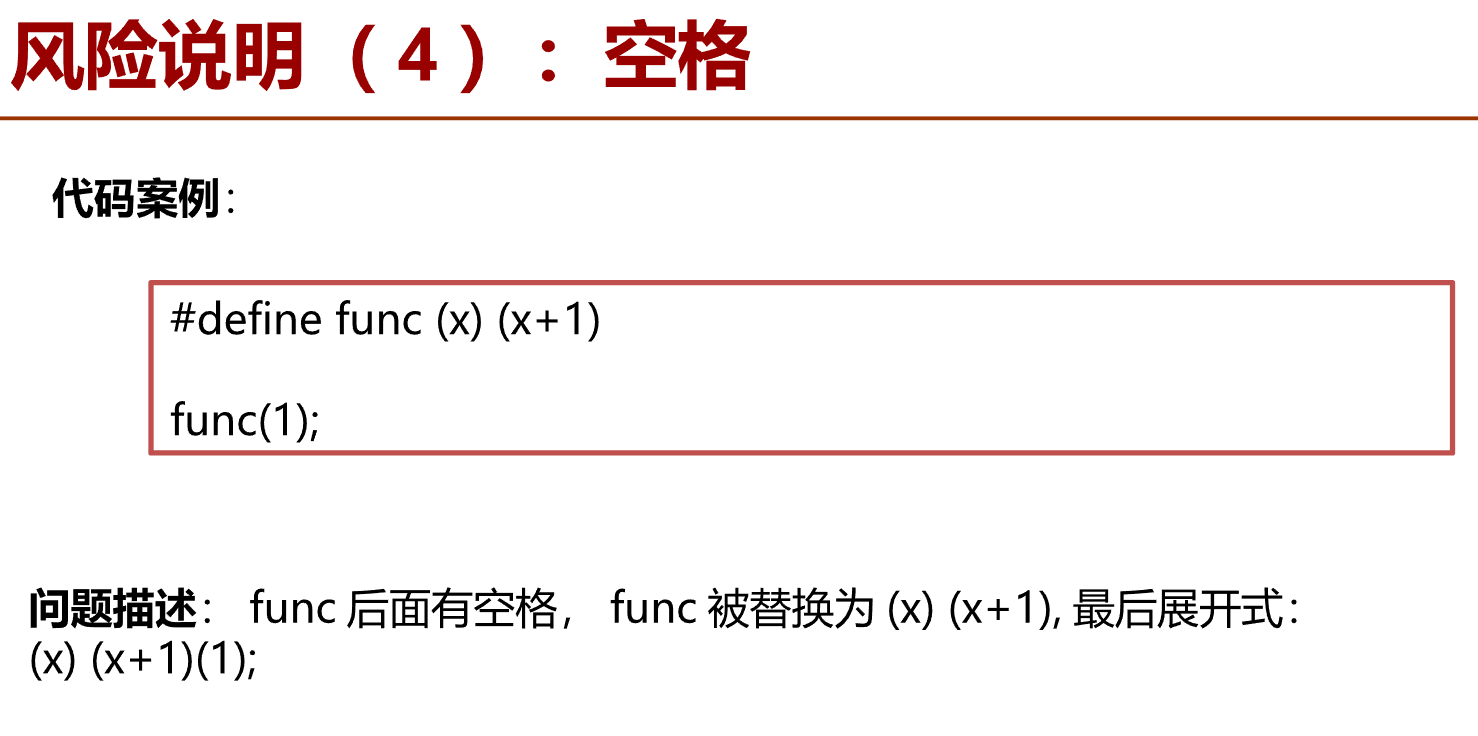 风险说明（4）：空格
代码案例：
#define func (x) (x+1)
func(1);
问题描述： func 后面有空格， func 被替换为 (x) (x+1), 最后展开式：
(x) (x+1)(1);